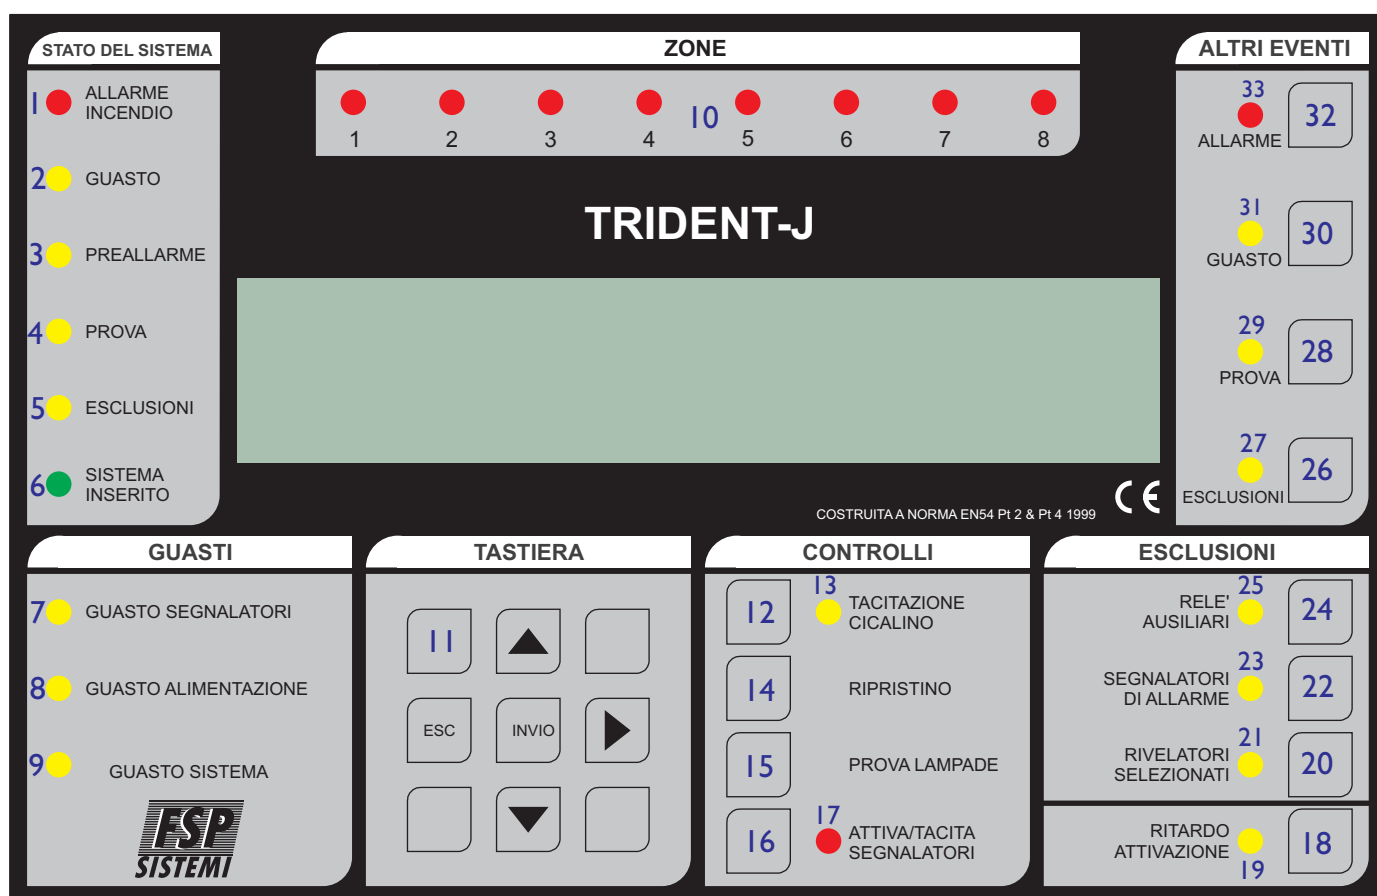 STATO DEL SISTEMA
1 ALLARME
INCENDIO
2 GUASTO
3 PREALLARME
4 PROVA
5 ESCLUSIONI
6 SISTEMA
INSERITO
ZONE
10
1 2 3 4 5 6 7 8
TRIDENT-J
COSTRUITA A NORMA EN54 Pt 2 & Pt 4 1999
CE
ALTRI EVENTI
33
32
ALLARME
31
30
GUASTO
29
28
PROVA
27
26
ESCLUSIONI
GUASTI
7 GUASTO SEGNALATORI
8 GUASTO ALIMENTAZIONE
9 GUASTO SISTEMA
FSP
SISTEMI
TASTIERA
11
ESC INVIO
CONTROLLI
13
12 TACITAZIONE
CICALINO
14 RIPRISTINO
15 PROVA LAMPADE
17
16 ATTIVA/TACITA
SEGNALATORI
ESCLUSIONI
25
RELE' 24
AUSILIARI
23
SEGNALATORI 22
DI ALLARME
21
RIVELATORI 20
SELEZIONATI
RITARDO 18
ATTIVAZIONE
19